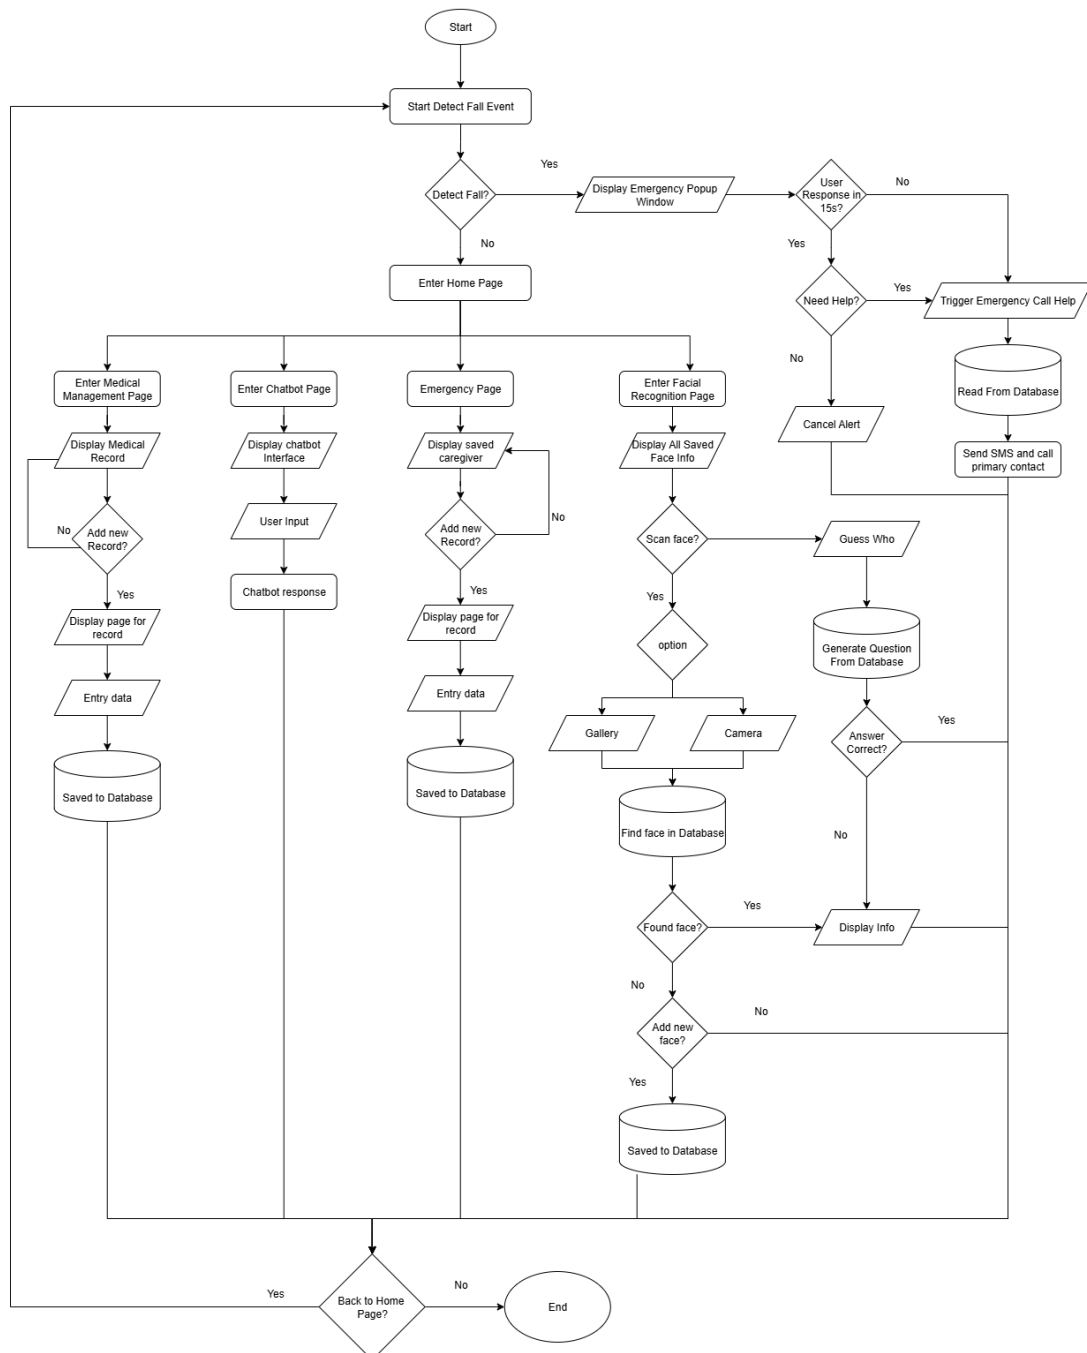 Start
Start Detect Fall Event
Yes
Detect Fall?
Display Emergency Popup
Window
User
Response in
15s?
No
No
Yes
Enter Home Page
Need Help?
Yes
Trigger Emergency Call Help
No
Read From Database
Cancel Alert
Send SMS and call
primary contact
Enter Medical
Management Page
Enter Chatbot Page
Emergency Page
Enter Facial
Recognition Page
Display Medical
Record
Display chatbot
Interface
Display saved
caregiver
Display All Saved
Face Info
No
Add new
Record?
User Input
Add new
Record?
No
Scan face?
Guess Who
Yes
Chatbot response
Yes
Yes
Display page for
record
Display page for
record
option
Generate Question
From Database
Entry data
Entry data
Gallery
Camera
Answer
Correct?
Yes
Saved to Database
Saved to Database
Find face in Database
No
Found face?
Yes
Display Info
No
Add new
face?
No
Yes
Saved to Database
Yes
Back to Home
Page?
No
End